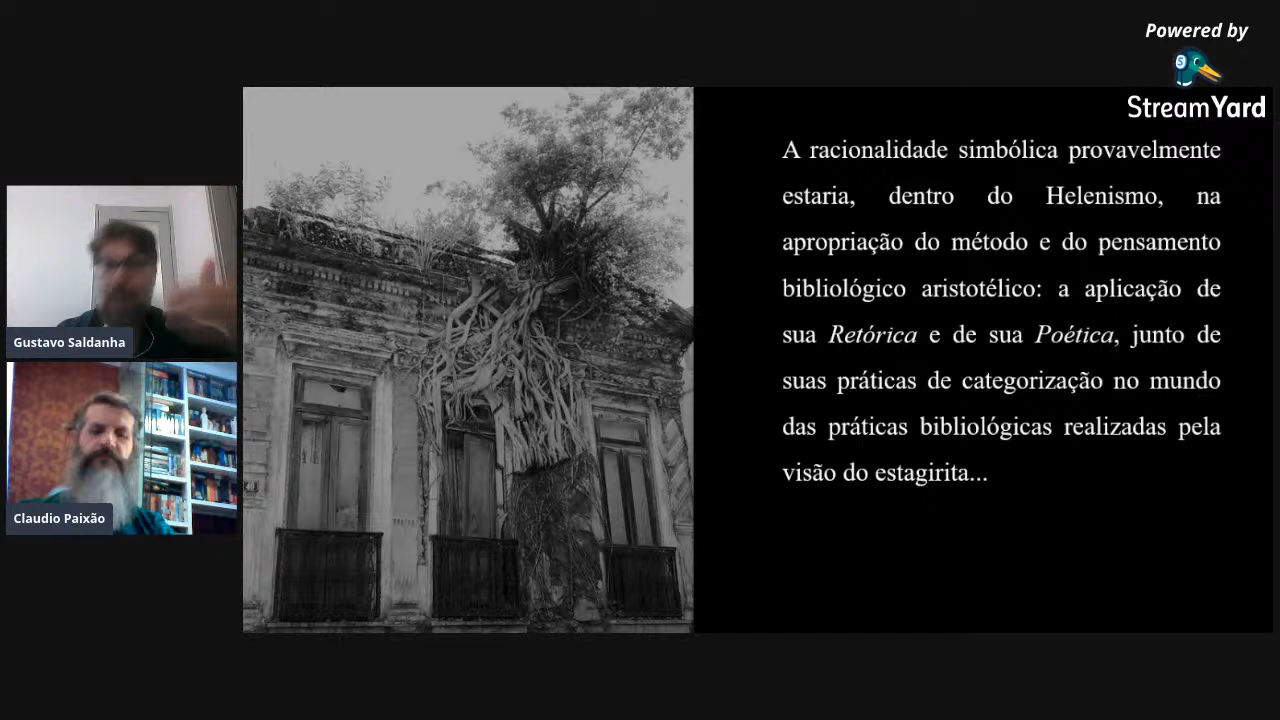 Powered by
StreamYard
Gustavo Saldanha
Claudio Paixão
A racionalidade simbólica provavelmente
estaria, dentro do Helenismo, na
apropriação do método e do pensamento
bibliológico aristotélico: a aplicação de
sua Retórica e de sua Poética, junto de
suas práticas de categorização no mundo
das práticas bibliológicas realizadas pela
visão do estagirita...